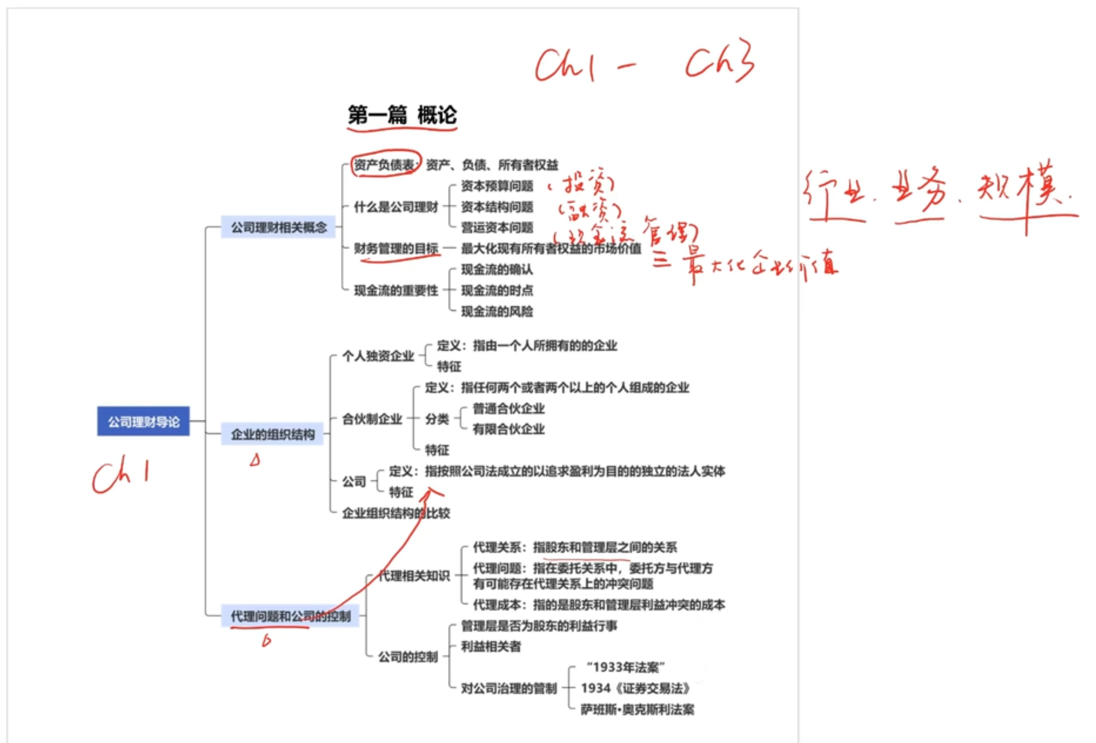 Ch1 - Ch3
第一篇 概论
资产负债表：资产、负债、所有者权益
资本预算问题 (投资)
行业、业务、规模.
什么是公司理财
资本结构问题 (融资)
公司理财相关概念
营运资本问题 (现金流管理)
财务管理的目标
最大化现有所有者权益的市场价值
三 最大化企业价值
现金流的确认
现金流的重要性
现金流的时点
现金流的风险
个人独资企业
定义：指由一个人所拥有的的企业
特征
定义：指任何两个或者两个以上的个人组成的企业
合伙制企业
分类
普通合伙企业
有限合伙企业
公司理财导论
企业的组织结构
特征
Ch1
公司
定义：指按照公司法成立的以追求盈利为目的的独立的法人实体
特征
企业组织结构的比较
代理关系：指股东和管理层之间的关系
代理相关知识
代理问题：指在委托关系中，委托方与代理方
有可能存在代理关系上的冲突问题
代理成本：指的是股东和管理层利益冲突的成本
代理问题和公司的控制
管理层是否为股东的利益行事
公司的控制
利益相关者
对公司治理的管制
“1933年法案”
1934《证券交易法》
萨班斯·奥克斯利法案